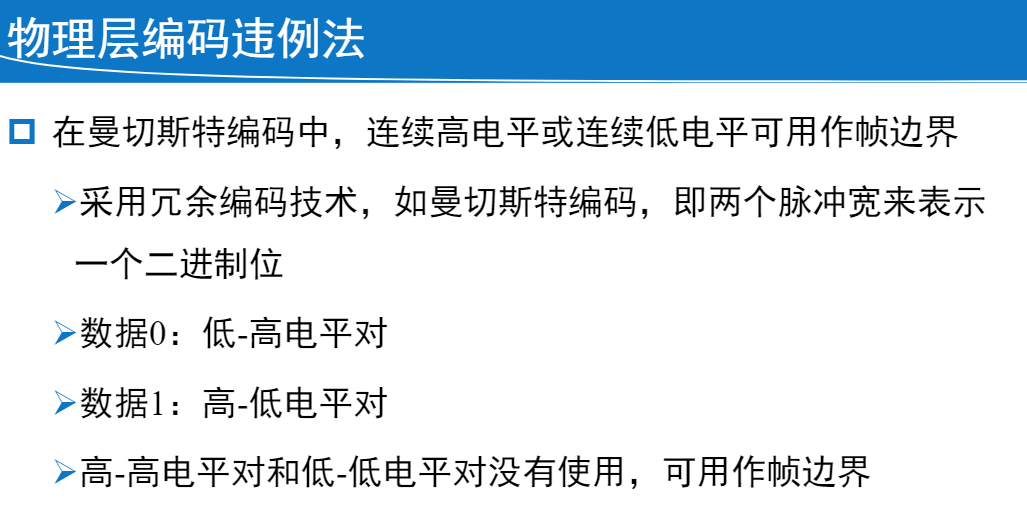 物理层编码违例法
在曼切斯特编码中，连续高电平或连续低电平可用作帧边界
采用冗余编码技术，如曼切斯特编码，即两个脉冲宽来表示
一个二进制位
数据0：低-高电平对
数据1：高-低电平对
高-高电平对和低-低电平对没有使用，可用作帧边界